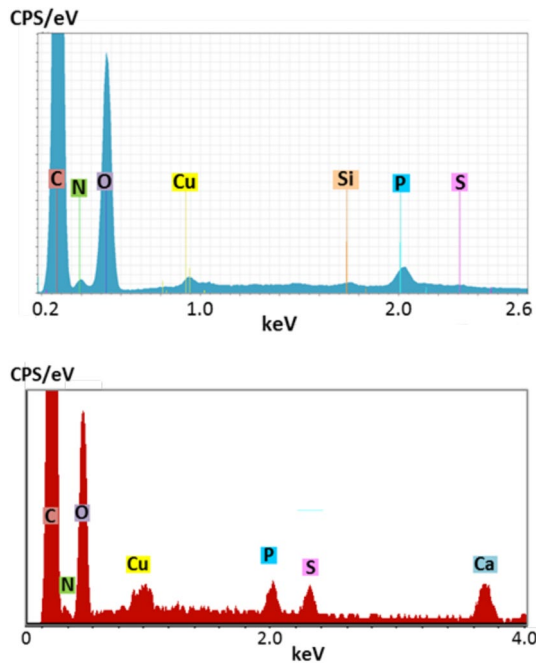 CPS/eV
C N O Cu Si P S
0.2 1.0 2.0 2.6
keV
CPS/eV
C N O Cu P S Ca
0 2.0 4.0
keV